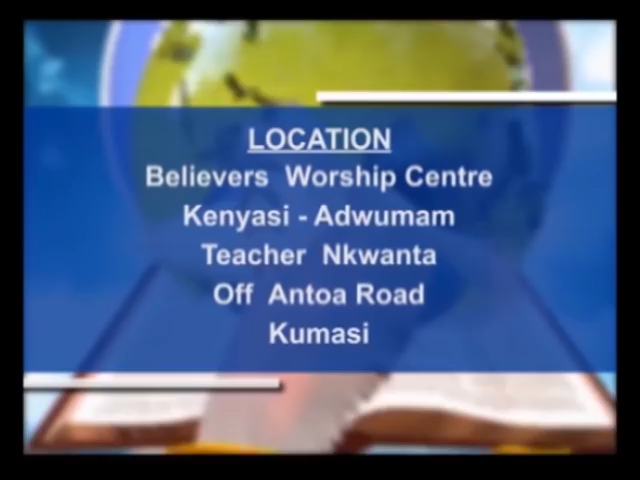 LOCATION
Believers Worship Centre
Kenyasi - Adwumam
Teacher Nkwanta
Off Antoa Road
Kumasi